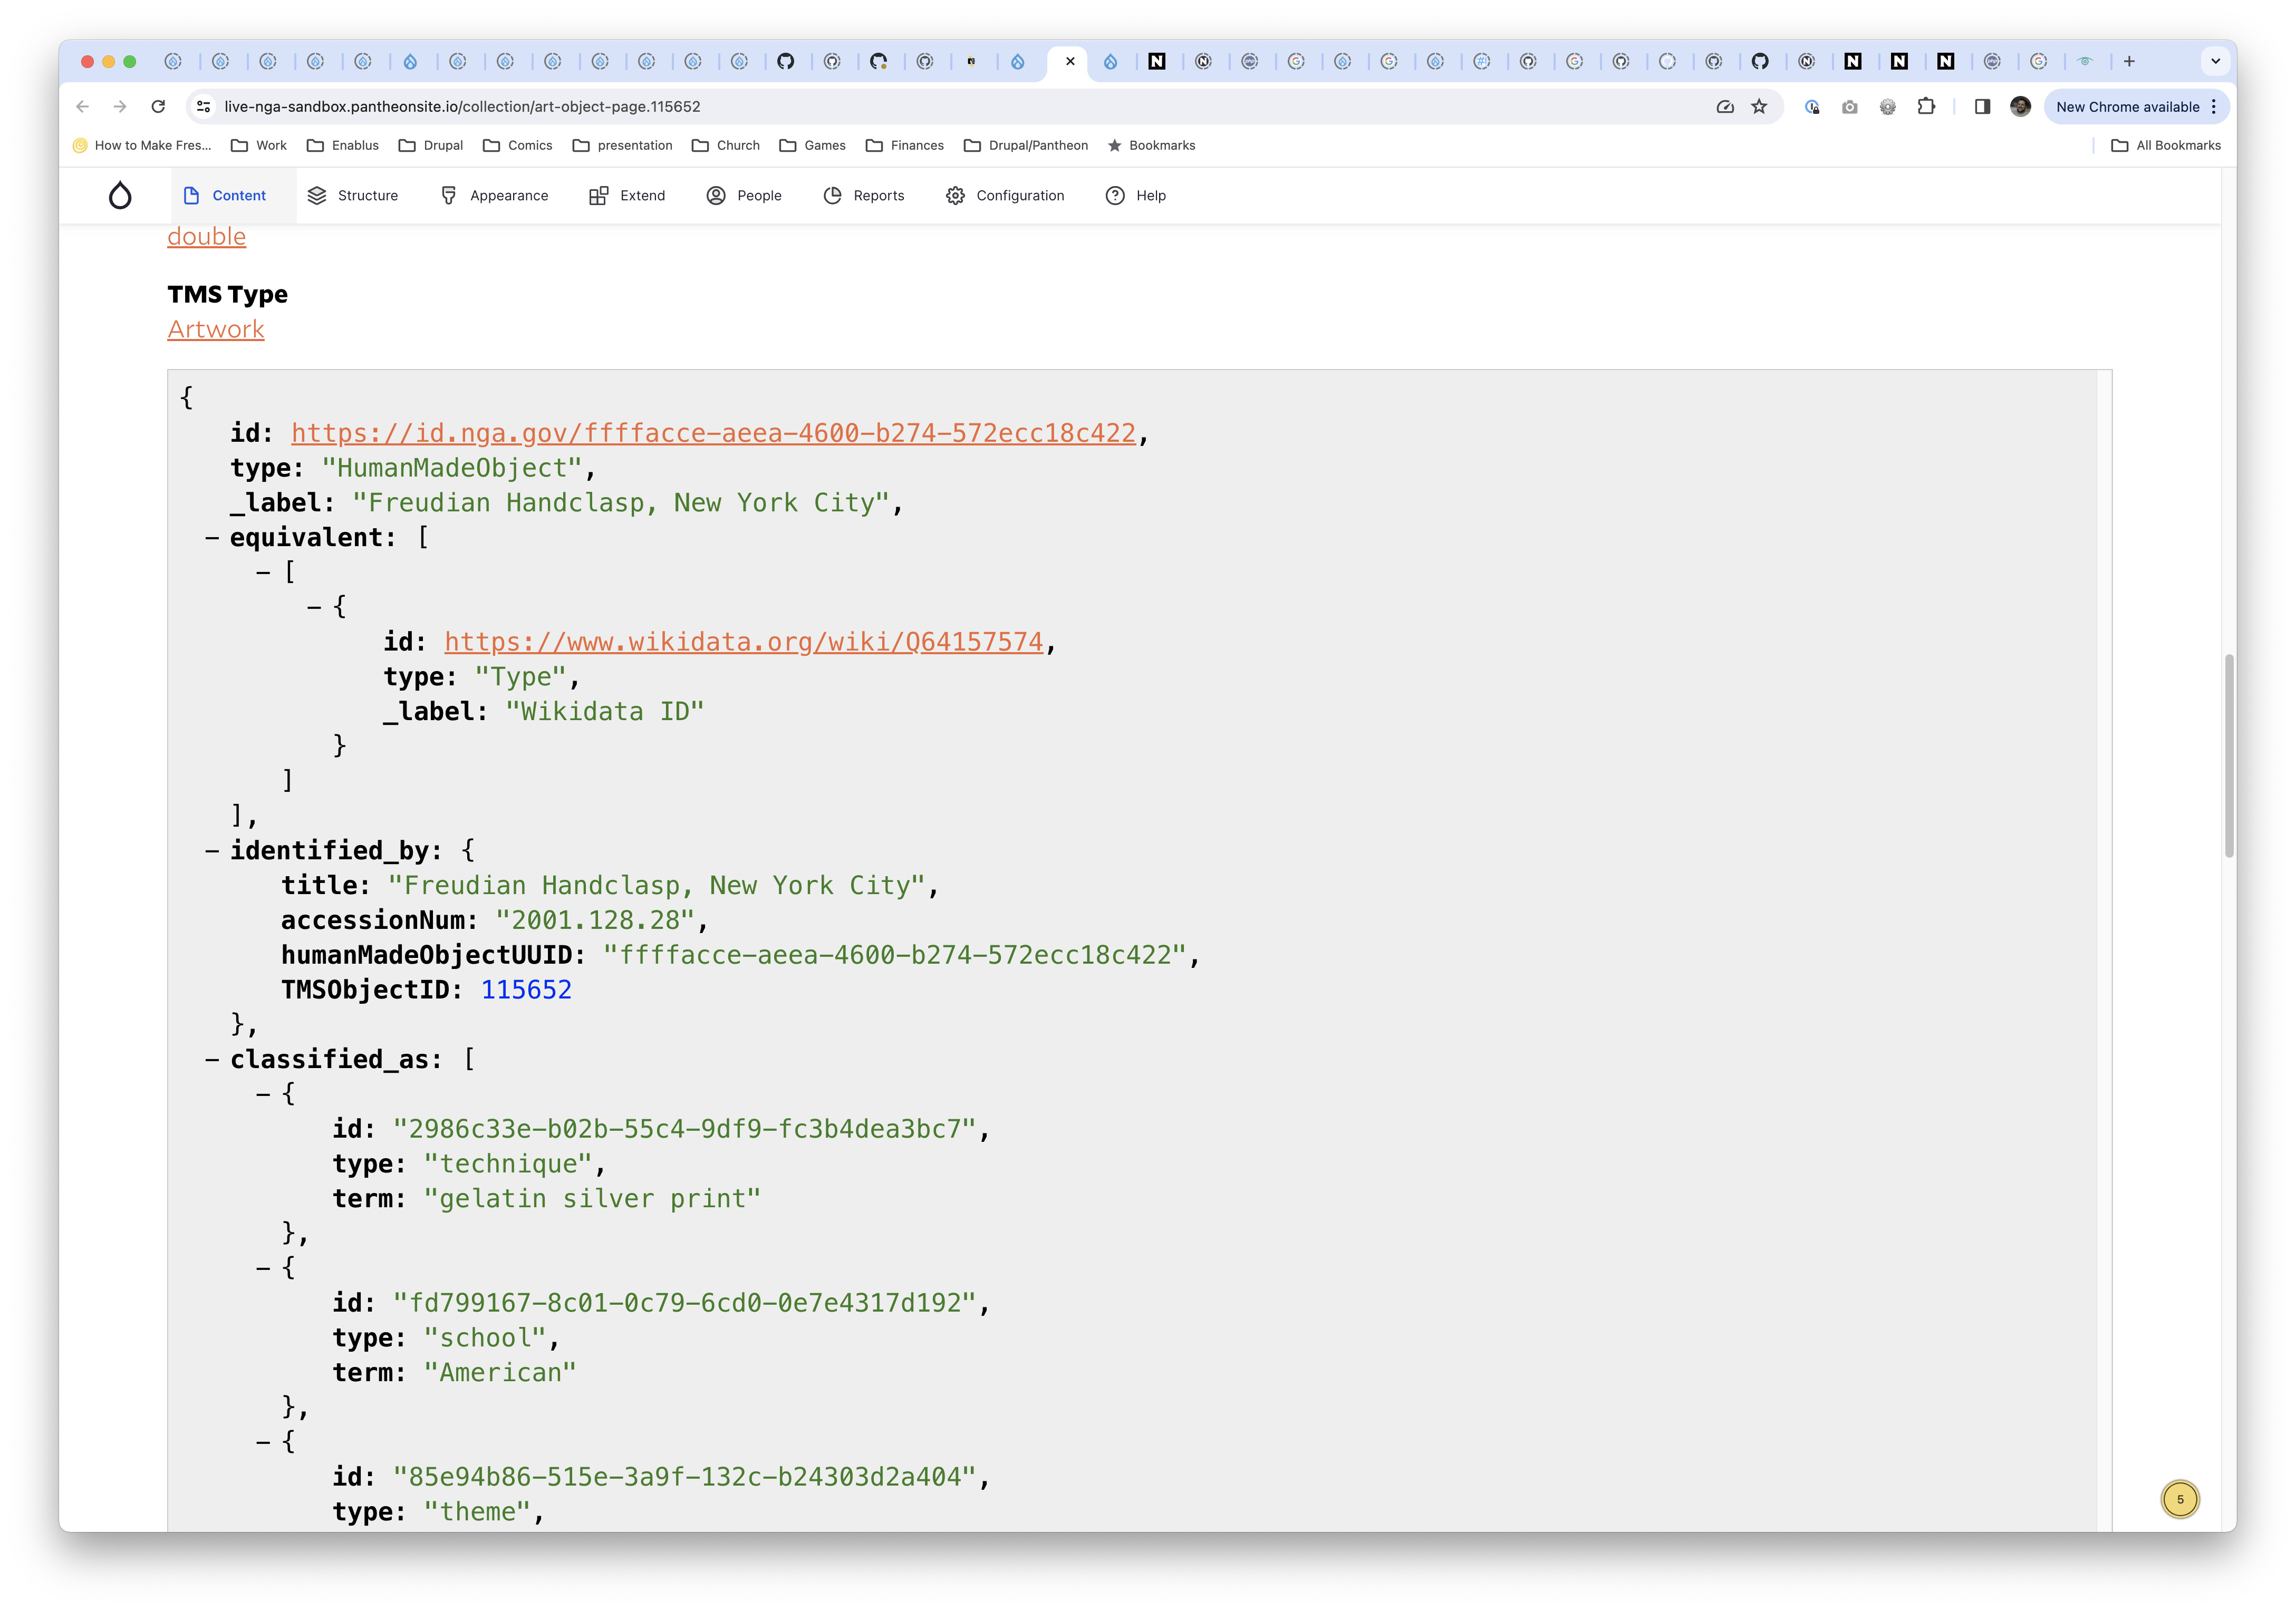 live-nga-sandbox.pantheonsite.io/collection/art-object-page.115652
New Chrome available
How to Make Fres...
Work
Enablus
Drupal
Comics
presentation
Church
Games
Finances
Drupal/Pantheon
Bookmarks
All Bookmarks
Content
Structure
Appearance
Extend
People
Reports
Configuration
Help
double
TMS Type
Artwork
{
id: https://id.nga.gov/ffffacce-aeea-4600-b274-572ecc18c422,
type: "HumanMadeObject",
_label: "Freudian Handclasp, New York City",
− equivalent: [
− [
− {
id: https://www.wikidata.org/wiki/Q64157574,
type: "Type",
_label: "Wikidata ID"
}
]
],
− identified_by: {
title: "Freudian Handclasp, New York City",
accessionNum: "2001.128.28",
humanMadeObjectUUID: "ffffacce-aeea-4600-b274-572ecc18c422",
TMSObjectID: 115652
},
− classified_as: [
− {
id: "2986c33e-b02b-55c4-9df9-fc3b4dea3bc7",
type: "technique",
term: "gelatin silver print"
},
− {
id: "fd799167-8c01-0c79-6cd0-0e7e4317d192",
type: "school",
term: "American"
},
− {
id: "85e94b86-515e-3a9f-132c-b24303d2a404",
type: "theme",
5